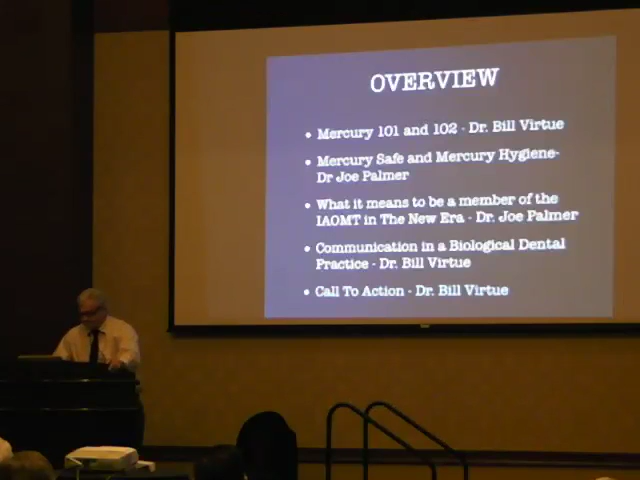 OVERVIEW
• Mercury 101 and 102 - Dr. Bill Virtue
• Mercury Safe and Mercury Hygiene-
Dr Joe Palmer
• What it means to be a member of the
IAOMT in The New Era - Dr. Joe Palmer
• Communication in a Biological Dental
Practice - Dr. Bill Virtue
• Call To Action - Dr. Bill Virtue